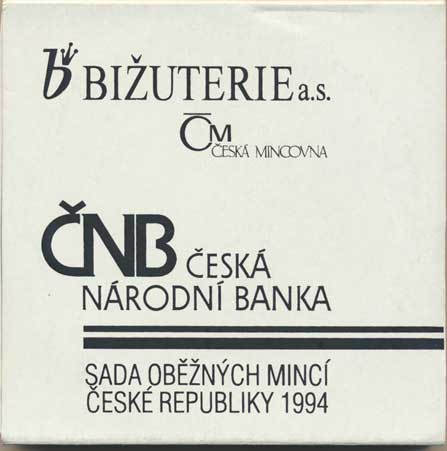 b BIŽUTERIE a.s.
ČM ČESKÁ MINCOVNA
ČNB ČESKÁ
NÁRODNÍ BANKA
SADA OBĚŽNÝCH MINCÍ
ČESKÉ REPUBLIKY 1994